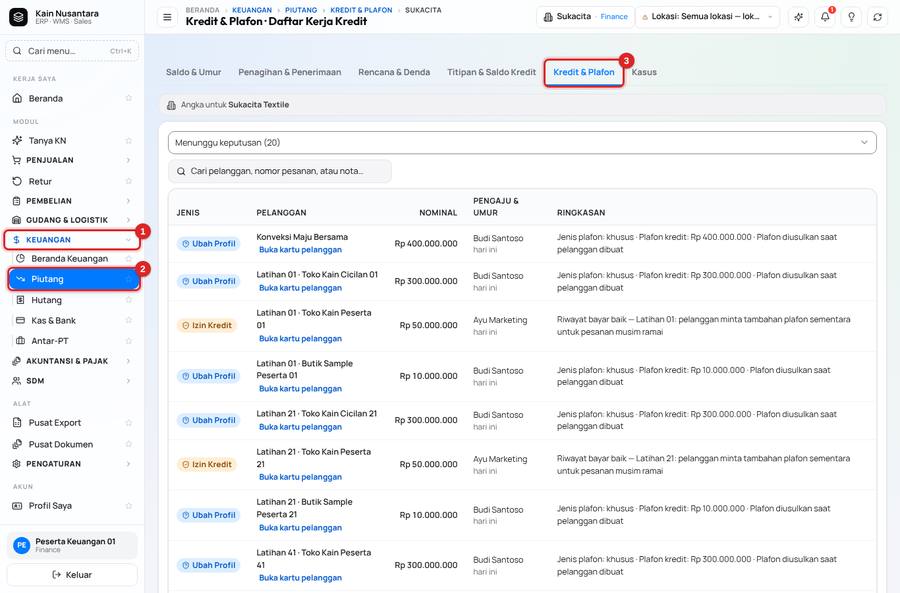 Kain Nusantara
ERP · WMS · Sales
Cari menu...
Ctrl+K
KERJA SAYA
Beranda
MODUL
Tanya KN
PENJUALAN
Retur
PEMBELIAN
GUDANG & LOGISTIK
KEUANGAN
1
Beranda Keuangan
2
Piutang
Hutang
Kas & Bank
Antar-PT
AKUNTANSI & PAJAK
SDM
ALAT
Pusat Export
Pusat Dokumen
PENGATURAN
AKUN
Profil Saya
PE
Peserta Keuangan 01
Finance
Keluar
BERANDA › KEUANGAN › PIUTANG › KREDIT & PLAFON › SUKACITA
Kredit & Plafon · Daftar Kerja Kredit
Sukacita · Finance
Lokasi: Semua lokasi — lok...
1
Saldo & Umur
Penagihan & Penerimaan
Rencana & Denda
Titipan & Saldo Kredit
Kredit & Plafon
3
Kasus
Angka untuk Sukacita Textile
Menunggu keputusan (20)
Cari pelanggan, nomor pesanan, atau nota...
JENIS PELANGGAN NOMINAL PENGAJU & UMUR RINGKASAN
Ubah Profil
Konveksi Maju Bersama
Buka kartu pelanggan
Rp 400.000.000
Budi Santoso
hari ini
Jenis plafon: khusus · Plafon kredit: Rp 400.000.000 · Plafon diusulkan saat
pelanggan dibuat
Ubah Profil
Latihan 01 · Toko Kain Cicilan 01
Buka kartu pelanggan
Rp 300.000.000
Budi Santoso
hari ini
Jenis plafon: khusus · Plafon kredit: Rp 300.000.000 · Plafon diusulkan saat
pelanggan dibuat
Izin Kredit
Latihan 01 · Toko Kain Peserta
01
Buka kartu pelanggan
Rp 50.000.000
Ayu Marketing
hari ini
Riwayat bayar baik — Latihan 01: pelanggan minta tambahan plafon sementara
untuk pesanan musim ramai
Ubah Profil
Latihan 01 · Butik Sample
Peserta 01
Buka kartu pelanggan
Rp 10.000.000
Budi Santoso
hari ini
Jenis plafon: khusus · Plafon kredit: Rp 10.000.000 · Plafon diusulkan saat
pelanggan dibuat
Ubah Profil
Latihan 21 · Toko Kain Cicilan 21
Buka kartu pelanggan
Rp 300.000.000
Budi Santoso
hari ini
Jenis plafon: khusus · Plafon kredit: Rp 300.000.000 · Plafon diusulkan saat
pelanggan dibuat
Izin Kredit
Latihan 21 · Toko Kain Peserta
21
Buka kartu pelanggan
Rp 50.000.000
Ayu Marketing
hari ini
Riwayat bayar baik — Latihan 21: pelanggan minta tambahan plafon sementara
untuk pesanan musim ramai
Ubah Profil
Latihan 21 · Butik Sample
Peserta 21
Buka kartu pelanggan
Rp 10.000.000
Budi Santoso
hari ini
Jenis plafon: khusus · Plafon kredit: Rp 10.000.000 · Plafon diusulkan saat
pelanggan dibuat
Ubah Profil
Latihan 41 · Toko Kain Peserta
41
Buka kartu pelanggan
Rp 300.000.000
Budi Santoso
hari ini
Jenis plafon: khusus · Plafon kredit: Rp 300.000.000 · Plafon diusulkan saat
pelanggan dibuat